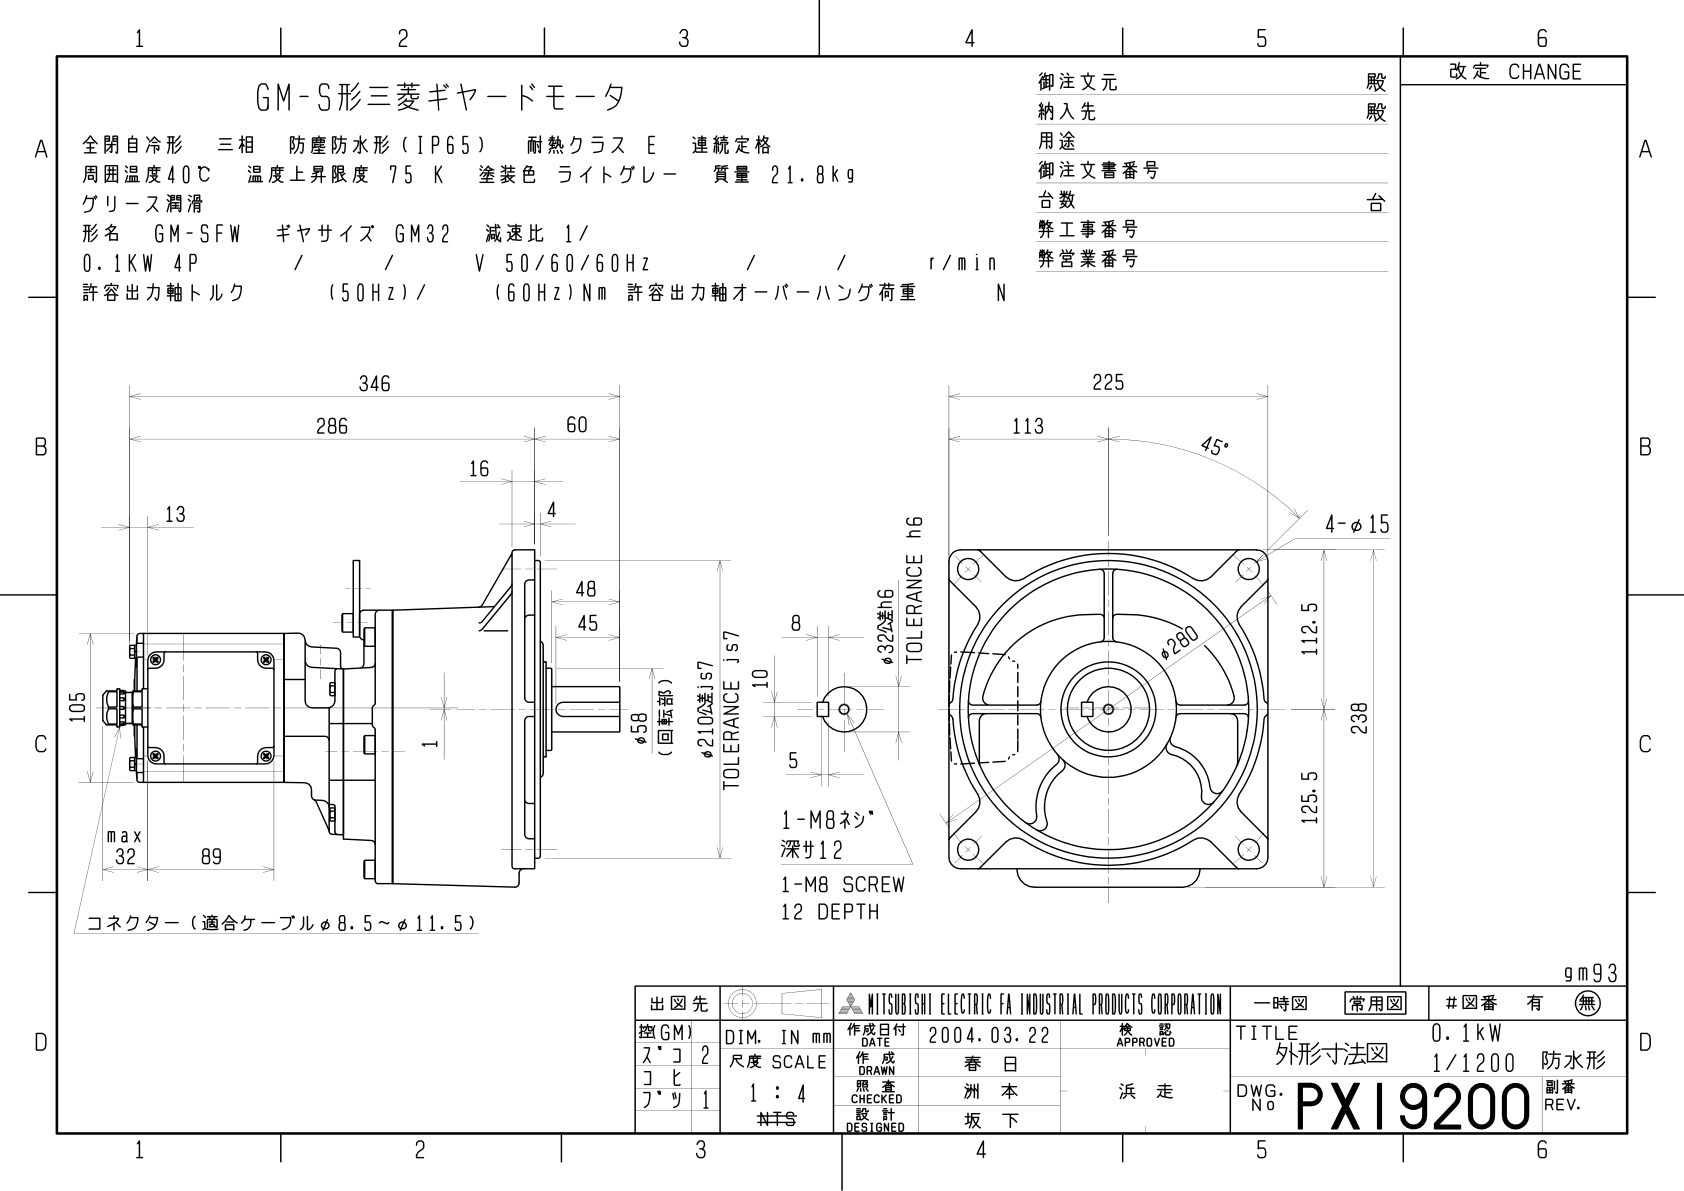 1 2 3 4 5 6
改定 CHANGE
GM-S形三菱ギヤードモータ
全閉自冷形 三相 防塵防水形(IP65) 耐熱クラス E 連続定格
周囲温度40℃ 温度上昇限度 75 K 塗装色 ライトグレー 質量 21.8kg
グリース潤滑
形名 GM-SFW ギヤサイズ GM32 減速比 1/
0.1KW 4P / / V 50/60/60Hz / / r/min
許容出力軸トルク (50Hz)/ (60Hz)Nm 許容出力軸オーバーハング荷重 N
御注文元 殿
納入先 殿
用途
御注文書番号
台数 台
弊工事番号
弊営業番号
A A
B B
C C
D D
346
286
60
16
4
13
48
45
105
1
max
32
89
φ58
(回転部)
φ210公差js7
TOLERANCE js7
コネクター(適合ケーブルφ8.5~φ11.5)
8
10
5
φ32公差h6
TOLERANCE h6
1-M8ネジ
深サ12
1-M8 SCREW
12 DEPTH
225
113
45°
4-φ15
φ280
112.5
125.5
238
gm93
出図先
控(GM)
ズコ 2
コピ
ブツ 1
DIM. IN mm
尺度 SCALE
1 : 4
NTS
MITSUBISHI ELECTRIC FA INDUSTRIAL PRODUCTS CORPORATION
作成日付
DATE
2004.03.22
作成
DRAWN
春日
照査
CHECKED
洲本
設計
DESIGNED
坂下
検認
APPROVED
浜走
一時図 常用図 #図番 有 無
TITLE
外形寸法図
0.1kW
1/1200 防水形
DWG.
No
PX19200
副番
REV.
1 2 3 4 5 6